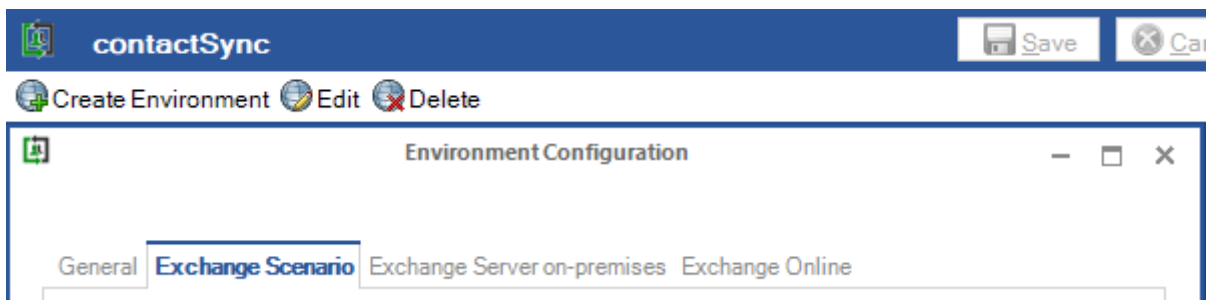 contactSync Save
Create Environment Edit Delete
Environment Configuration
General Exchange Scenario Exchange Server on-premises Exchange Online